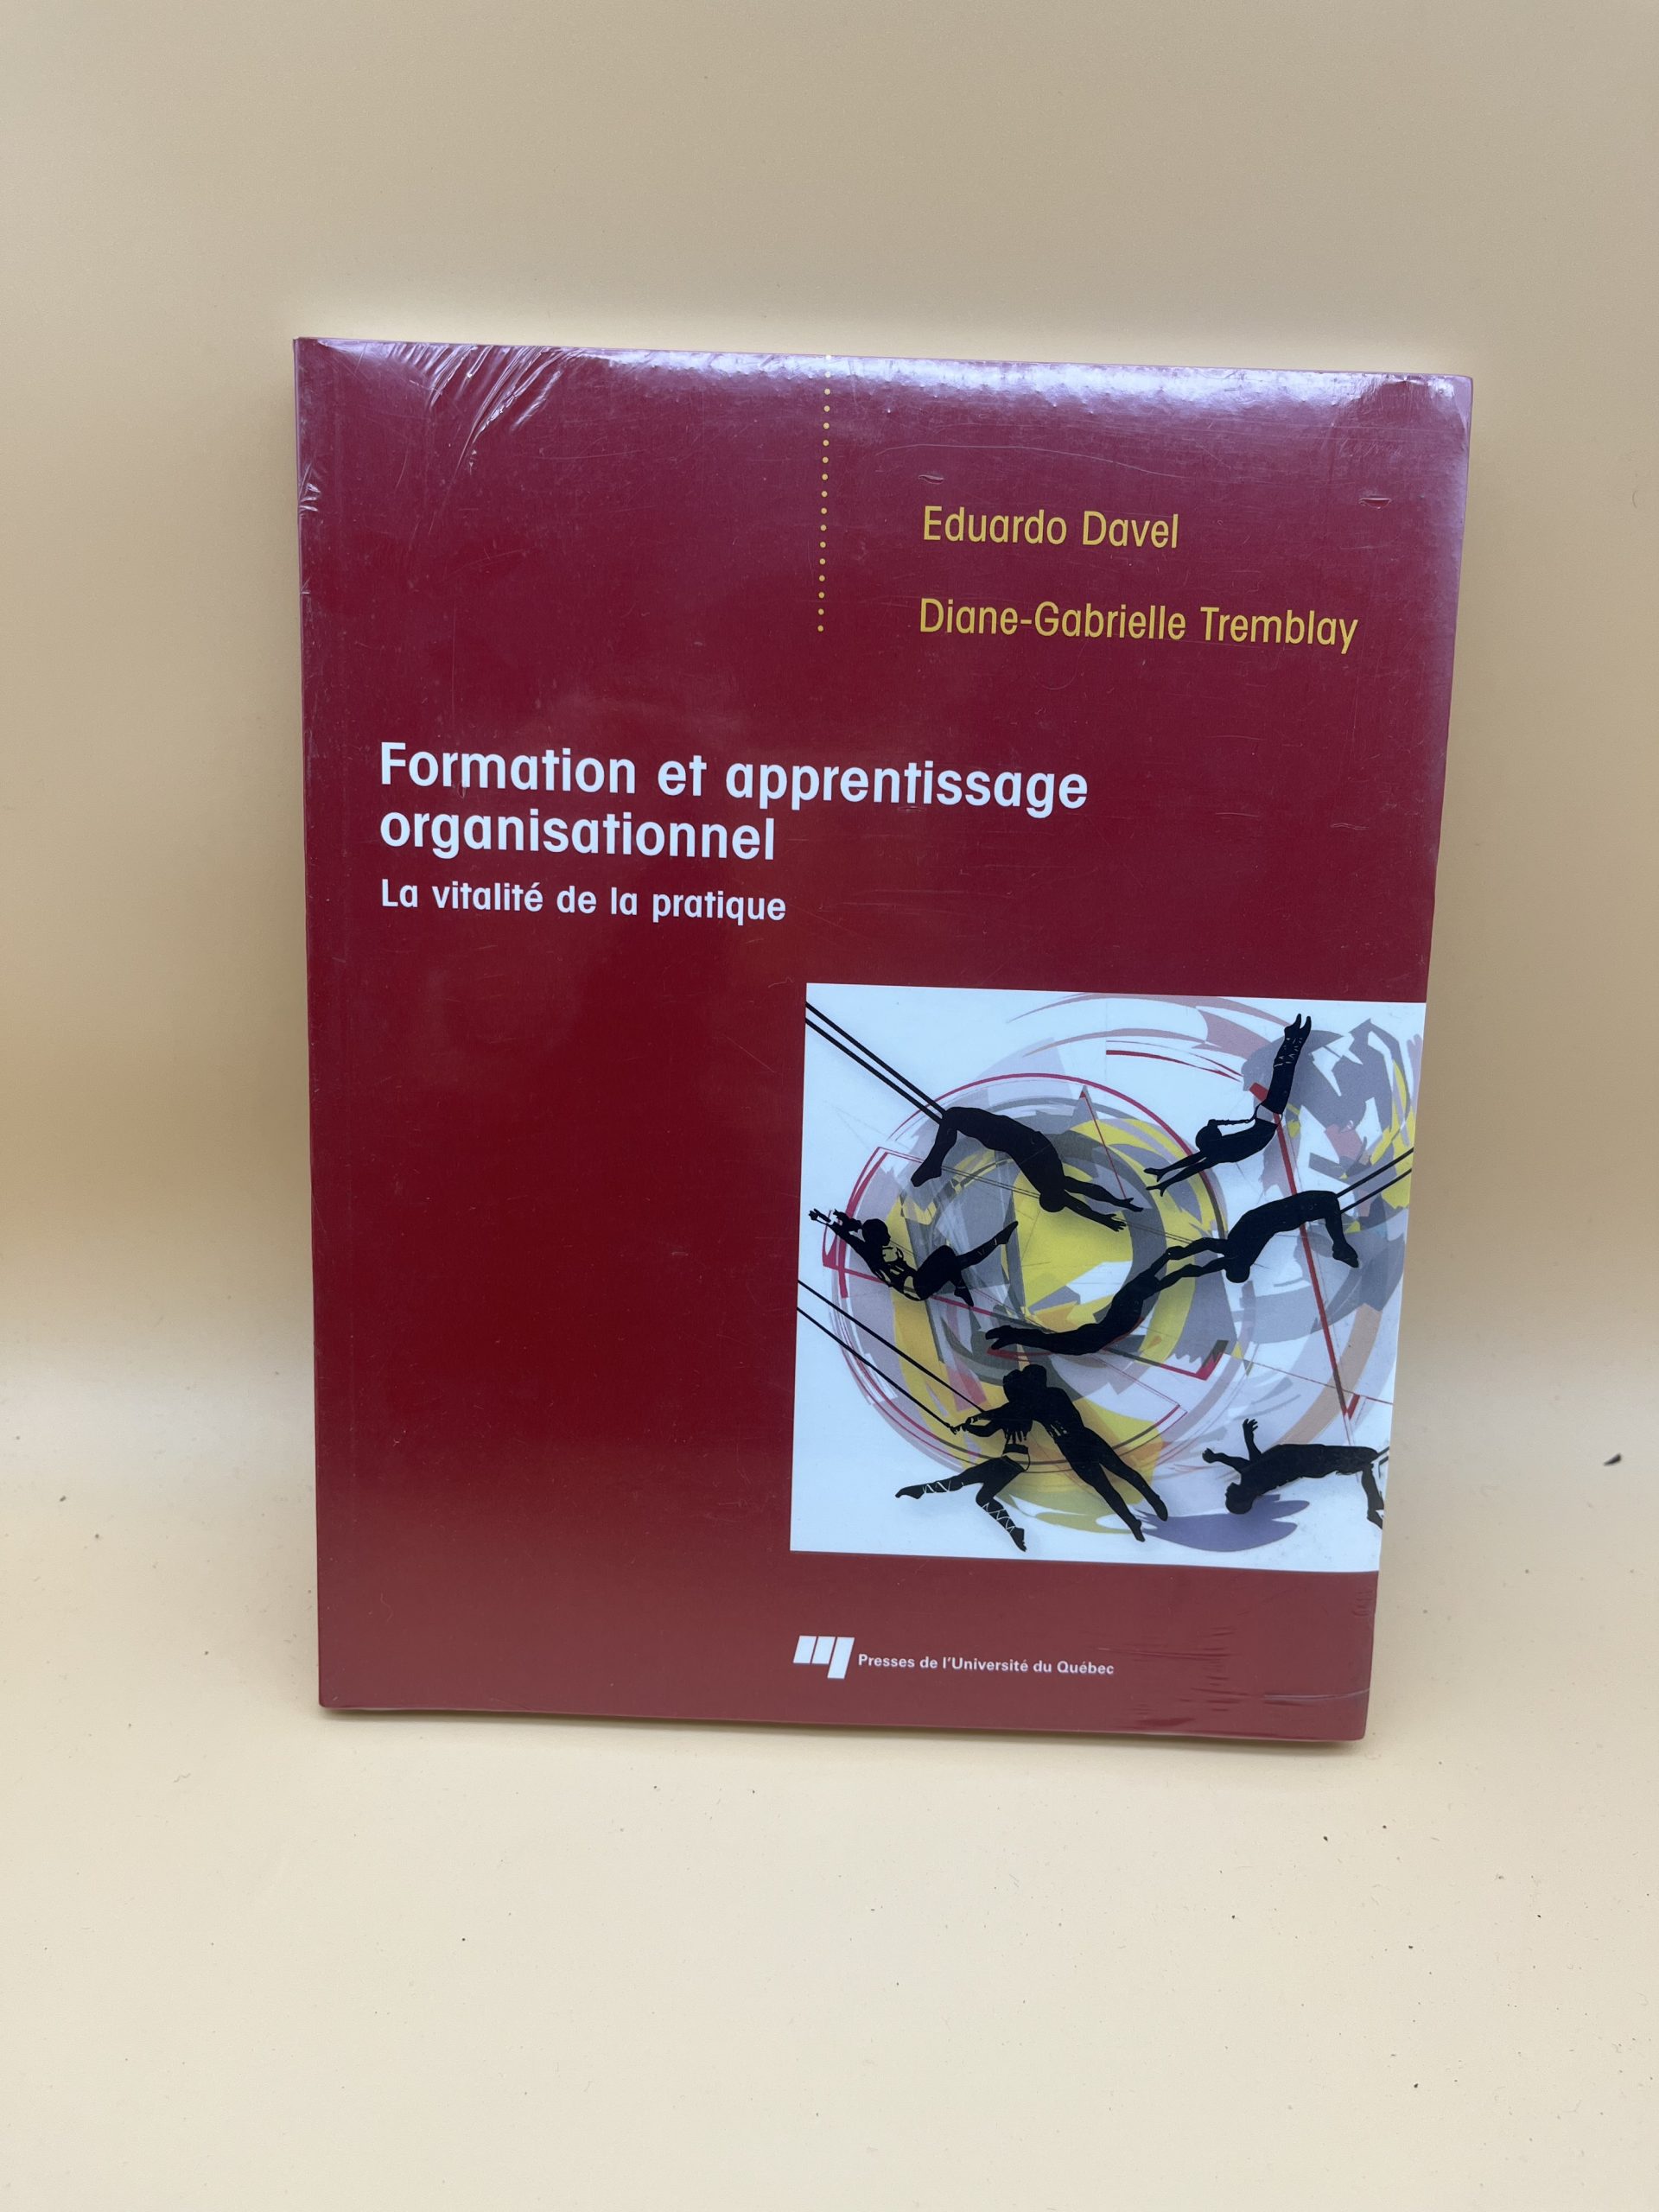 Eduardo Davel
Diane-Gabrielle Tremblay
Formation et apprentissage
organisationnel
La vitalité de la pratique
Presses de l'Université du Québec